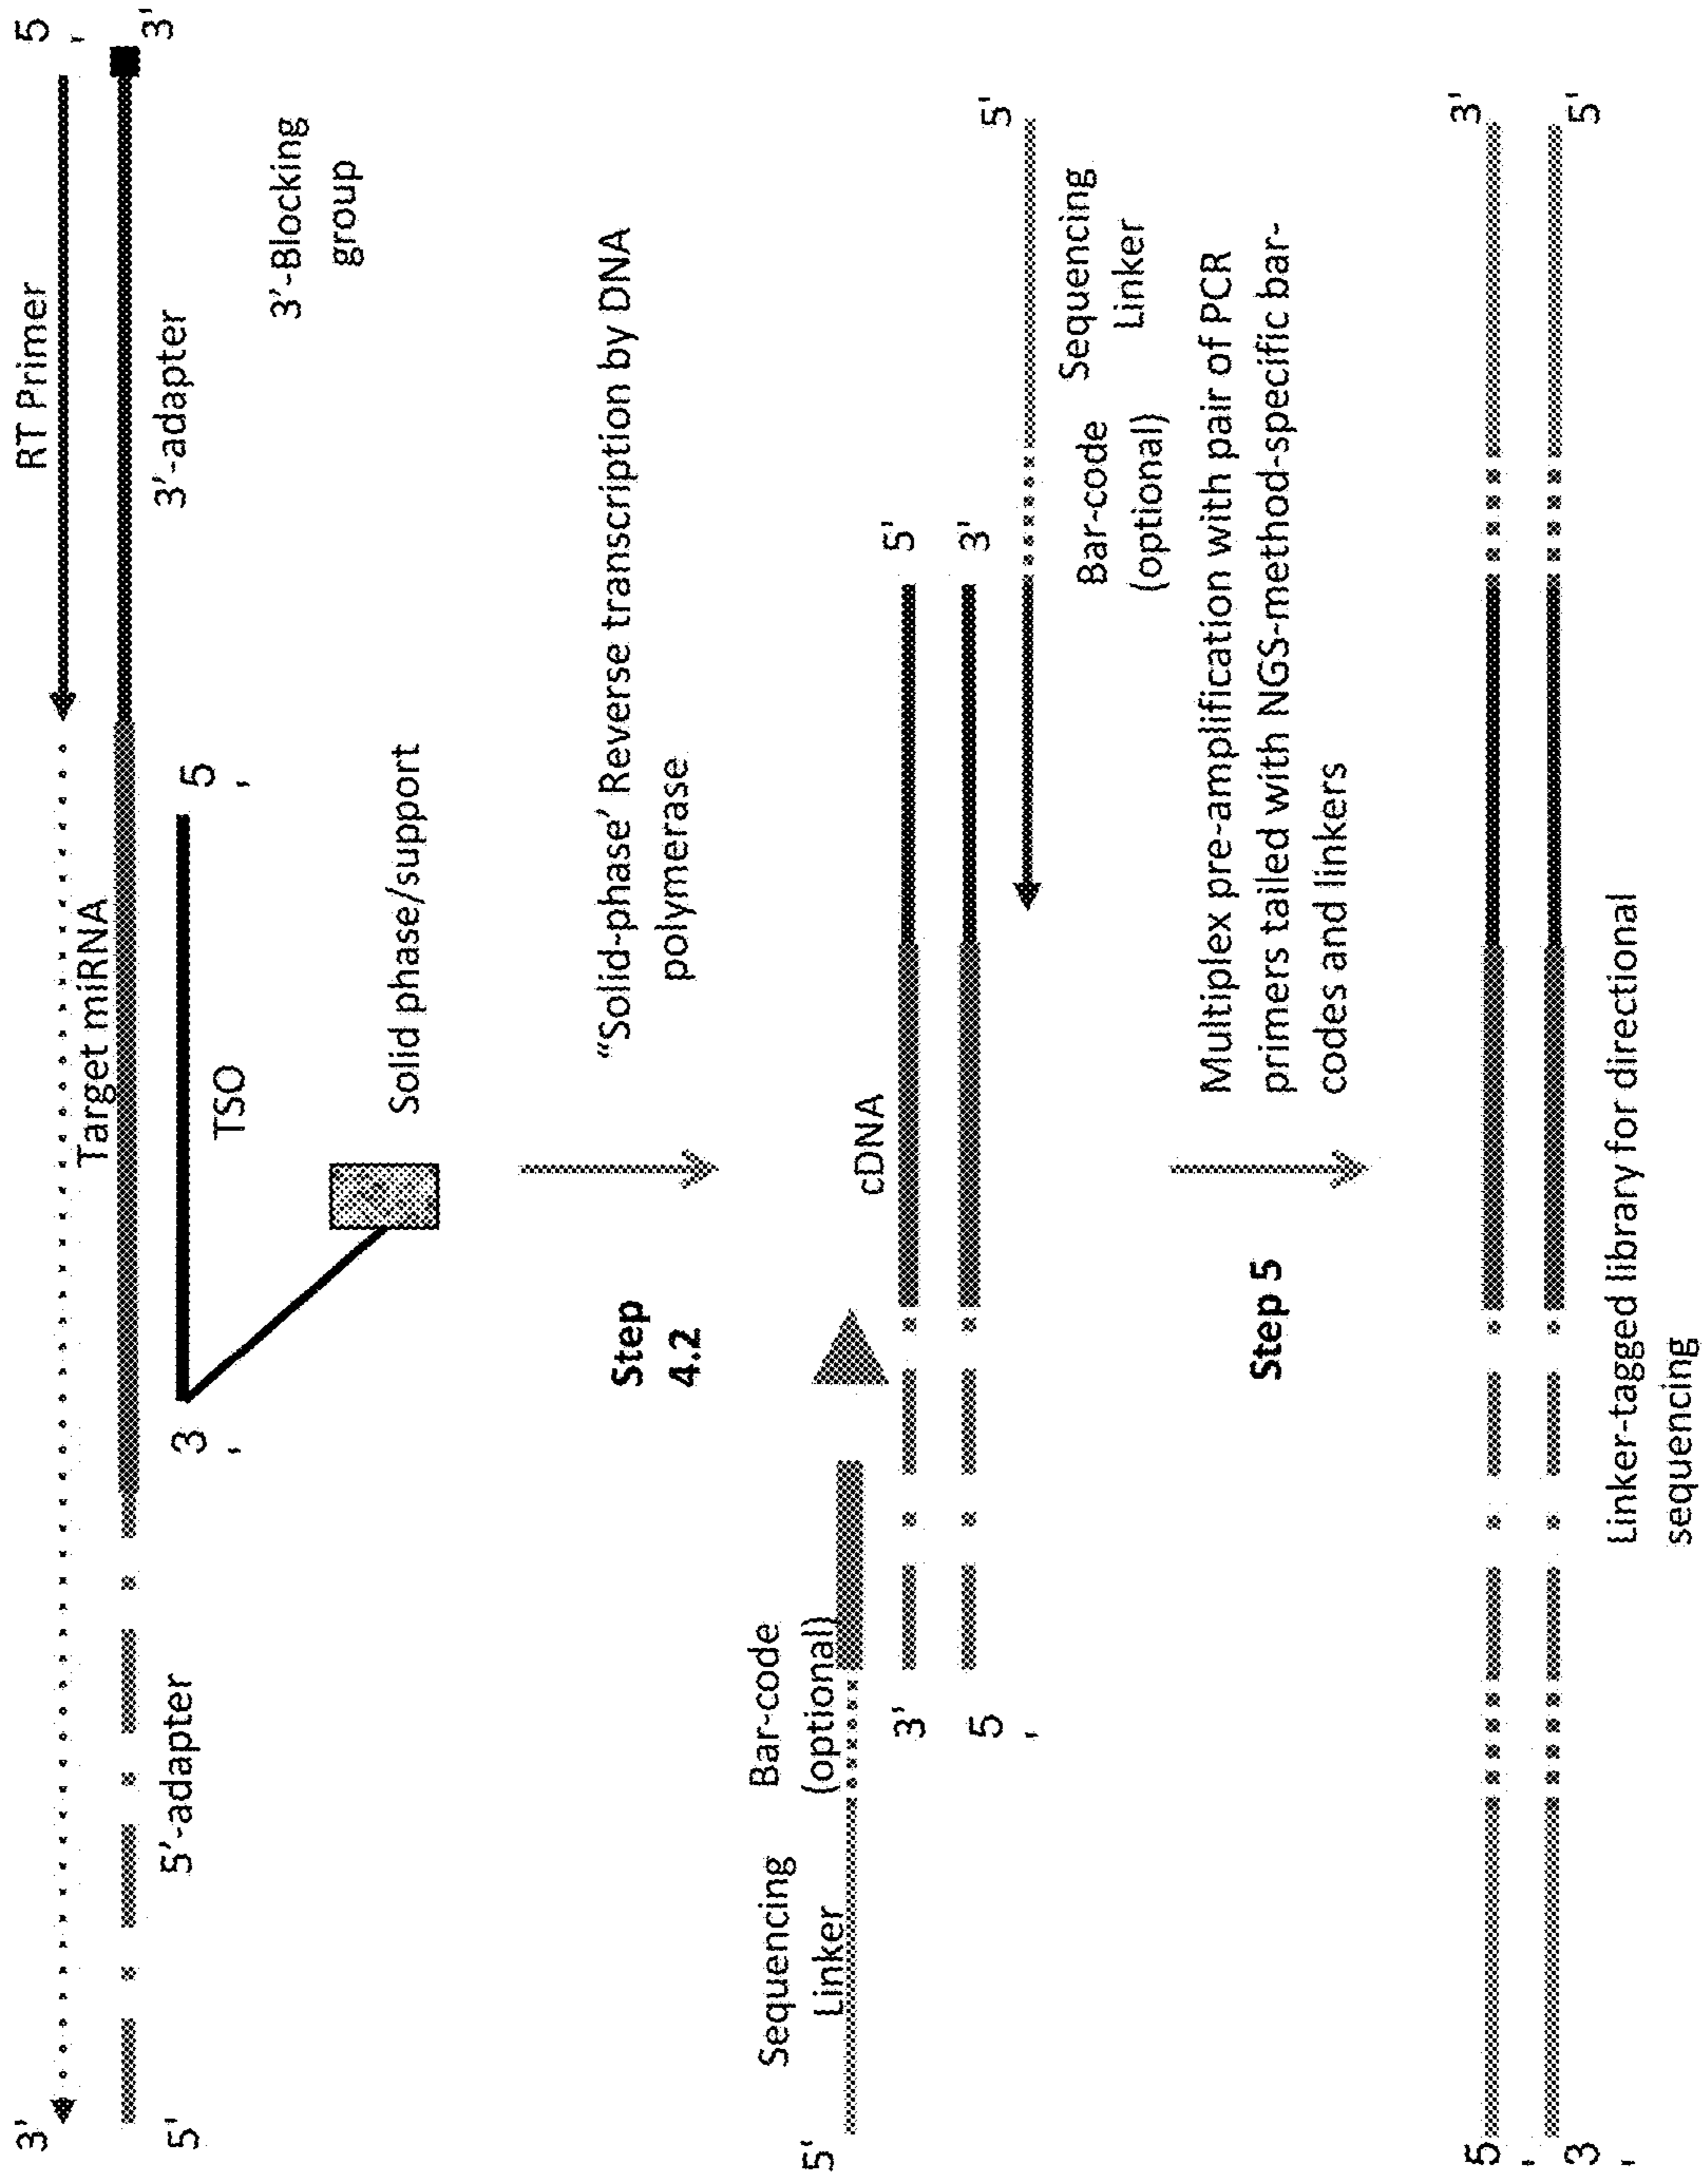 3'
RT Primer
5'
Target miRNA
3'
5'
5'-adapter
3'-adapter
3'
TSO
5'
3'-Blocking
group
Solid phase/support
Step
4.2
"Solid-phase' Reverse transcription by DNA
polymerase
Sequencing
Linker
Bar-code
(optional)
5'
cDNA
3'
5'
5'
3'
5'
Bar-code
(optional)
Sequencing
Linker
Step 5
Multiplex pre-amplification with pair of PCR
primers tailed with NGS-method-specific bar-
codes and linkers
5'
3'
3'
5'
Linker-tagged library for directional
sequencing